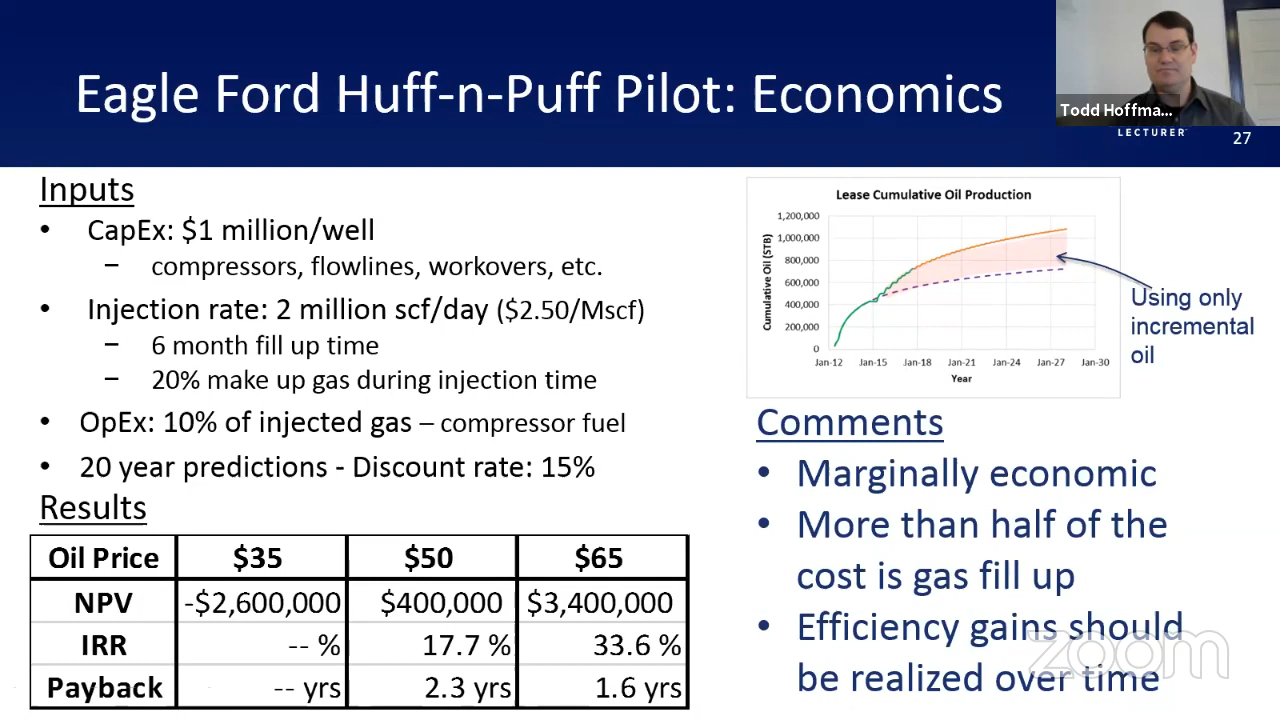 Eagle Ford Huff-n-Puff Pilot: Economics
Todd Hoffma...
LECTURER
27
Inputs
• CapEx: $1 million/well
– compressors, flowlines, workovers, etc.
• Injection rate: 2 million scf/day ($2.50/Mscf)
– 6 month fill up time
– 20% make up gas during injection time
• OpEx: 10% of injected gas – compressor fuel
• 20 year predictions - Discount rate: 15%
Results
Oil Price $35 $50 $65
NPV -$2,600,000 $400,000 $3,400,000
IRR -- % 17.7 % 33.6 %
Payback -- yrs 2.3 yrs 1.6 yrs
Lease Cumulative Oil Production
Cumulative Oil (STB)
1,200,000
1,000,000
800,000
600,000
400,000
200,000
0
Jan-12 Jan-15 Jan-18 Jan-21 Jan-24 Jan-27 Jan-30
Year
Using only
incremental
oil
Comments
• Marginally economic
• More than half of the
cost is gas fill up
• Efficiency gains should
be realized over time
zoom